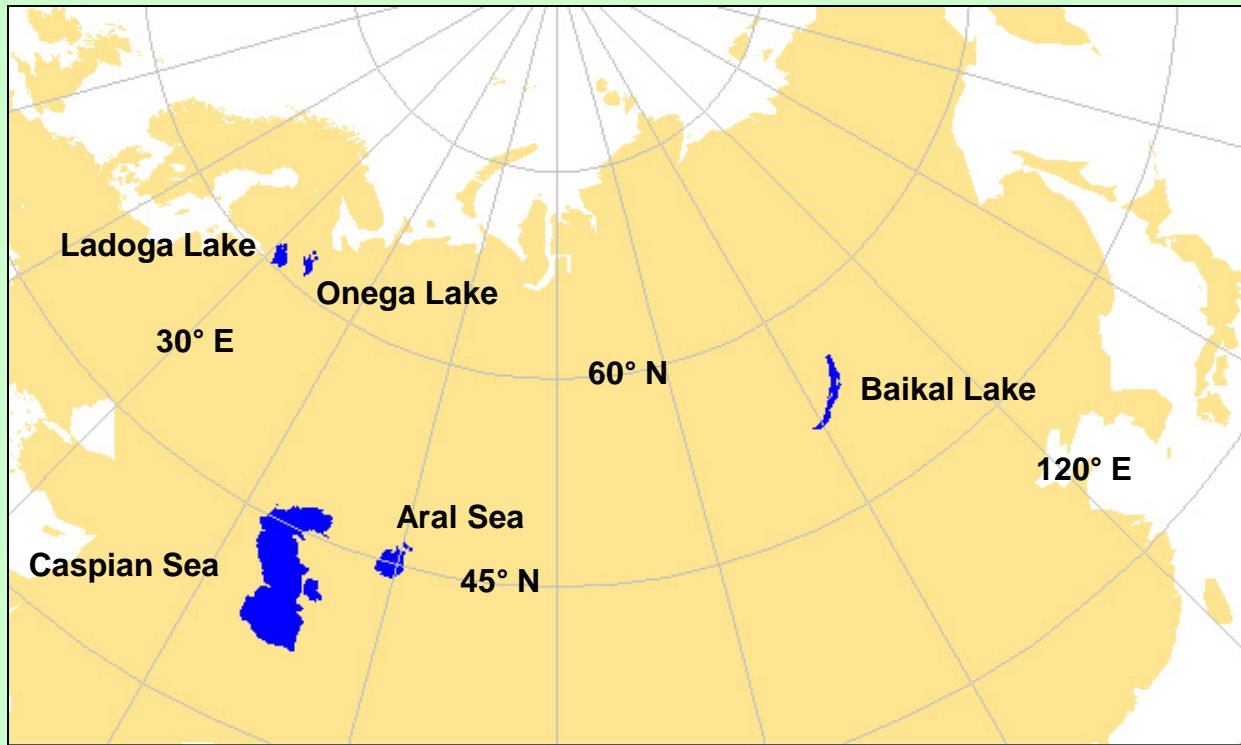 Ladoga Lake
Onega Lake
30° E
60° N
Baikal Lake
120° E
Aral Sea
Caspian Sea
45° N